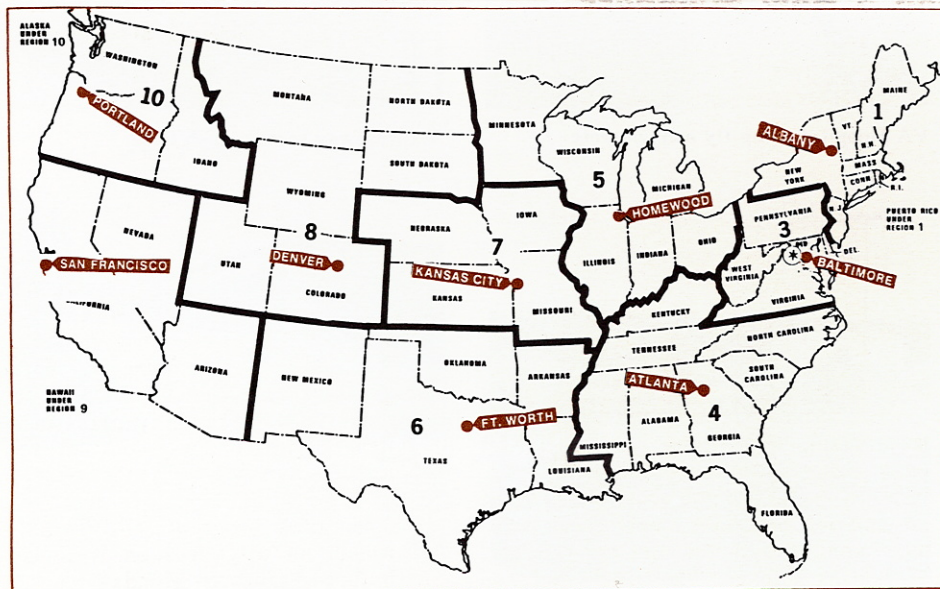 ALASKA
UNDER
REGION 10
WASHINGTON
10
PORTLAND
IDAHO
MONTANA
NORTH DAKOTA
SOUTH DAKOTA
WYOMING
8
MINNESOTA
WISCONSIN
5
MICHIGAN
HOMEWOOD
ILLINOIS
INDIANA
OHIO
MAINE
1
VT.
N.H.
MASS
CONN
R.I.
ALBANY
NEW
YORK
N.J.
PUERTO RICO
UNDER
REGION 1
PENNSYLVANIA
3
MD
DEL.
*
BALTIMORE
WEST
VIRGINIA
VIRGINIA
NEVADA
SAN FRANCISCO
CALIFORNIA
UTAH
DENVER
COLORADO
NEBRASKA
IOWA
7
KANSAS CITY
KANSAS
MISSOURI
KENTUCKY
TENNESSEE
NORTH CAROLINA
SOUTH
CAROLINA
HAWAII
UNDER
REGION 9
ARIZONA
NEW MEXICO
OKLAHOMA
ARKANSAS
6
FT. WORTH
TEXAS
LOUISIANA
MISSISSIPPI
ALABAMA
ATLANTA
4
GEORGIA
FLORIDA